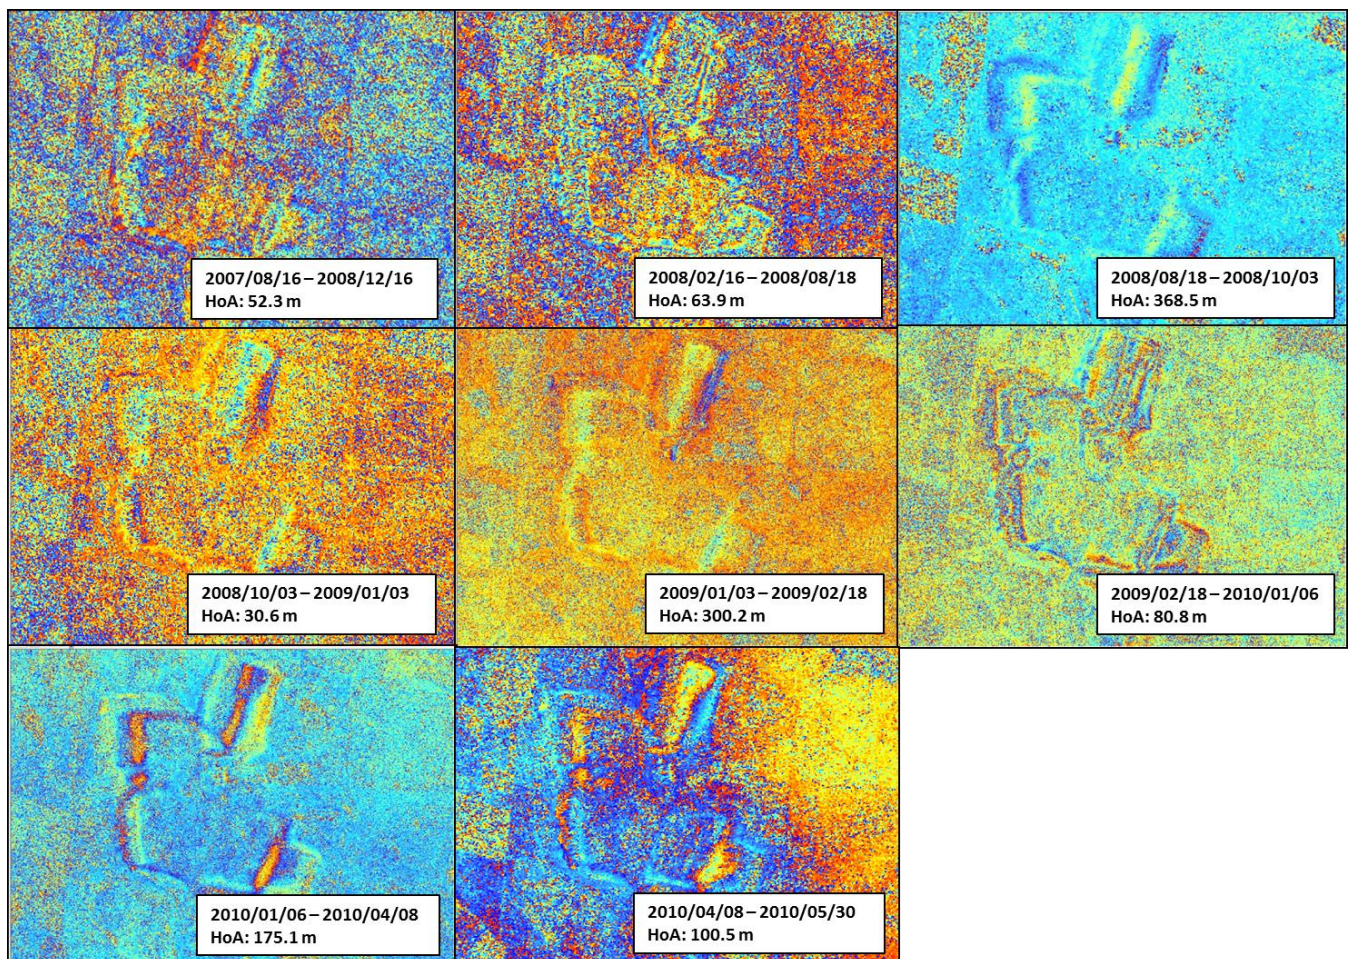 2007/08/16 – 2008/12/16
HoA: 52.3 m
2008/02/16 – 2008/08/18
HoA: 63.9 m
2008/08/18 – 2008/10/03
HoA: 368.5 m
2008/10/03 – 2009/01/03
HoA: 30.6 m
2009/01/03 – 2009/02/18
HoA: 300.2 m
2009/02/18 – 2010/01/06
HoA: 80.8 m
2010/01/06 – 2010/04/08
HoA: 175.1 m
2010/04/08 – 2010/05/30
HoA: 100.5 m